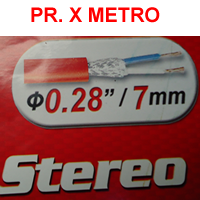 PR. X METRO
Φ0.28”/7mm
Stereo